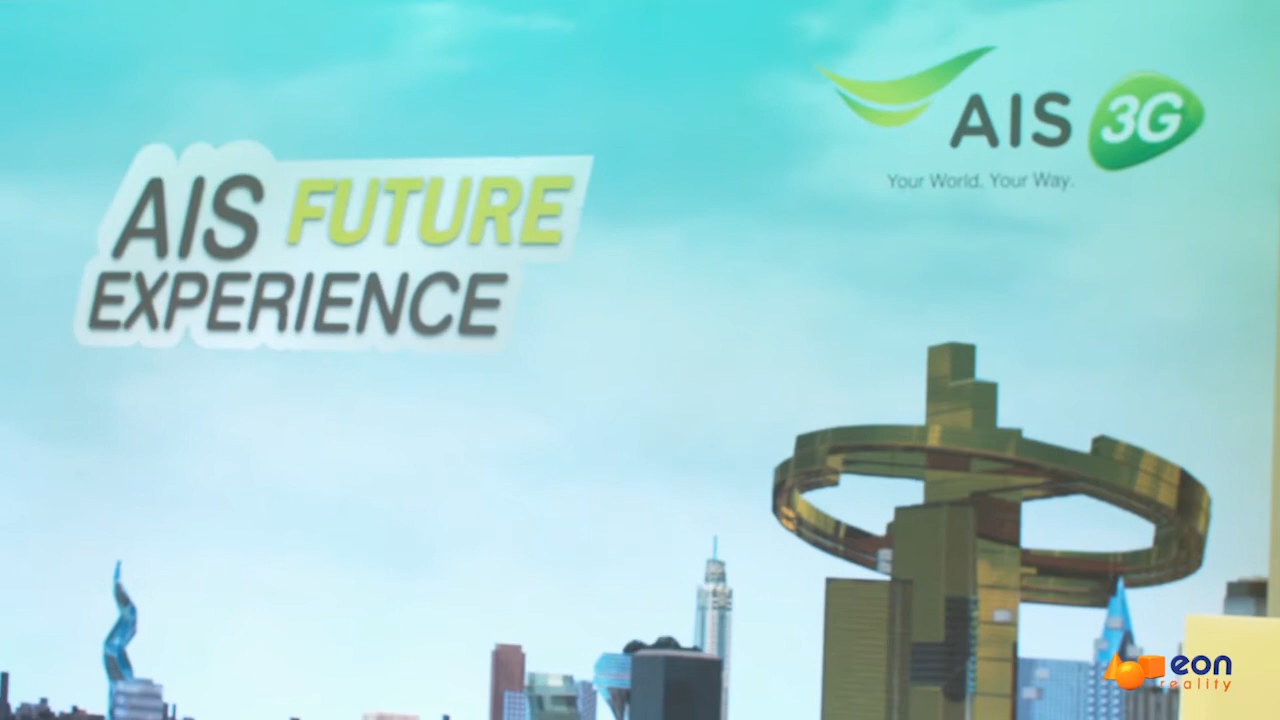 AIS 3G
Your World. Your Way.
AIS FUTURE
EXPERIENCE
eon
reality